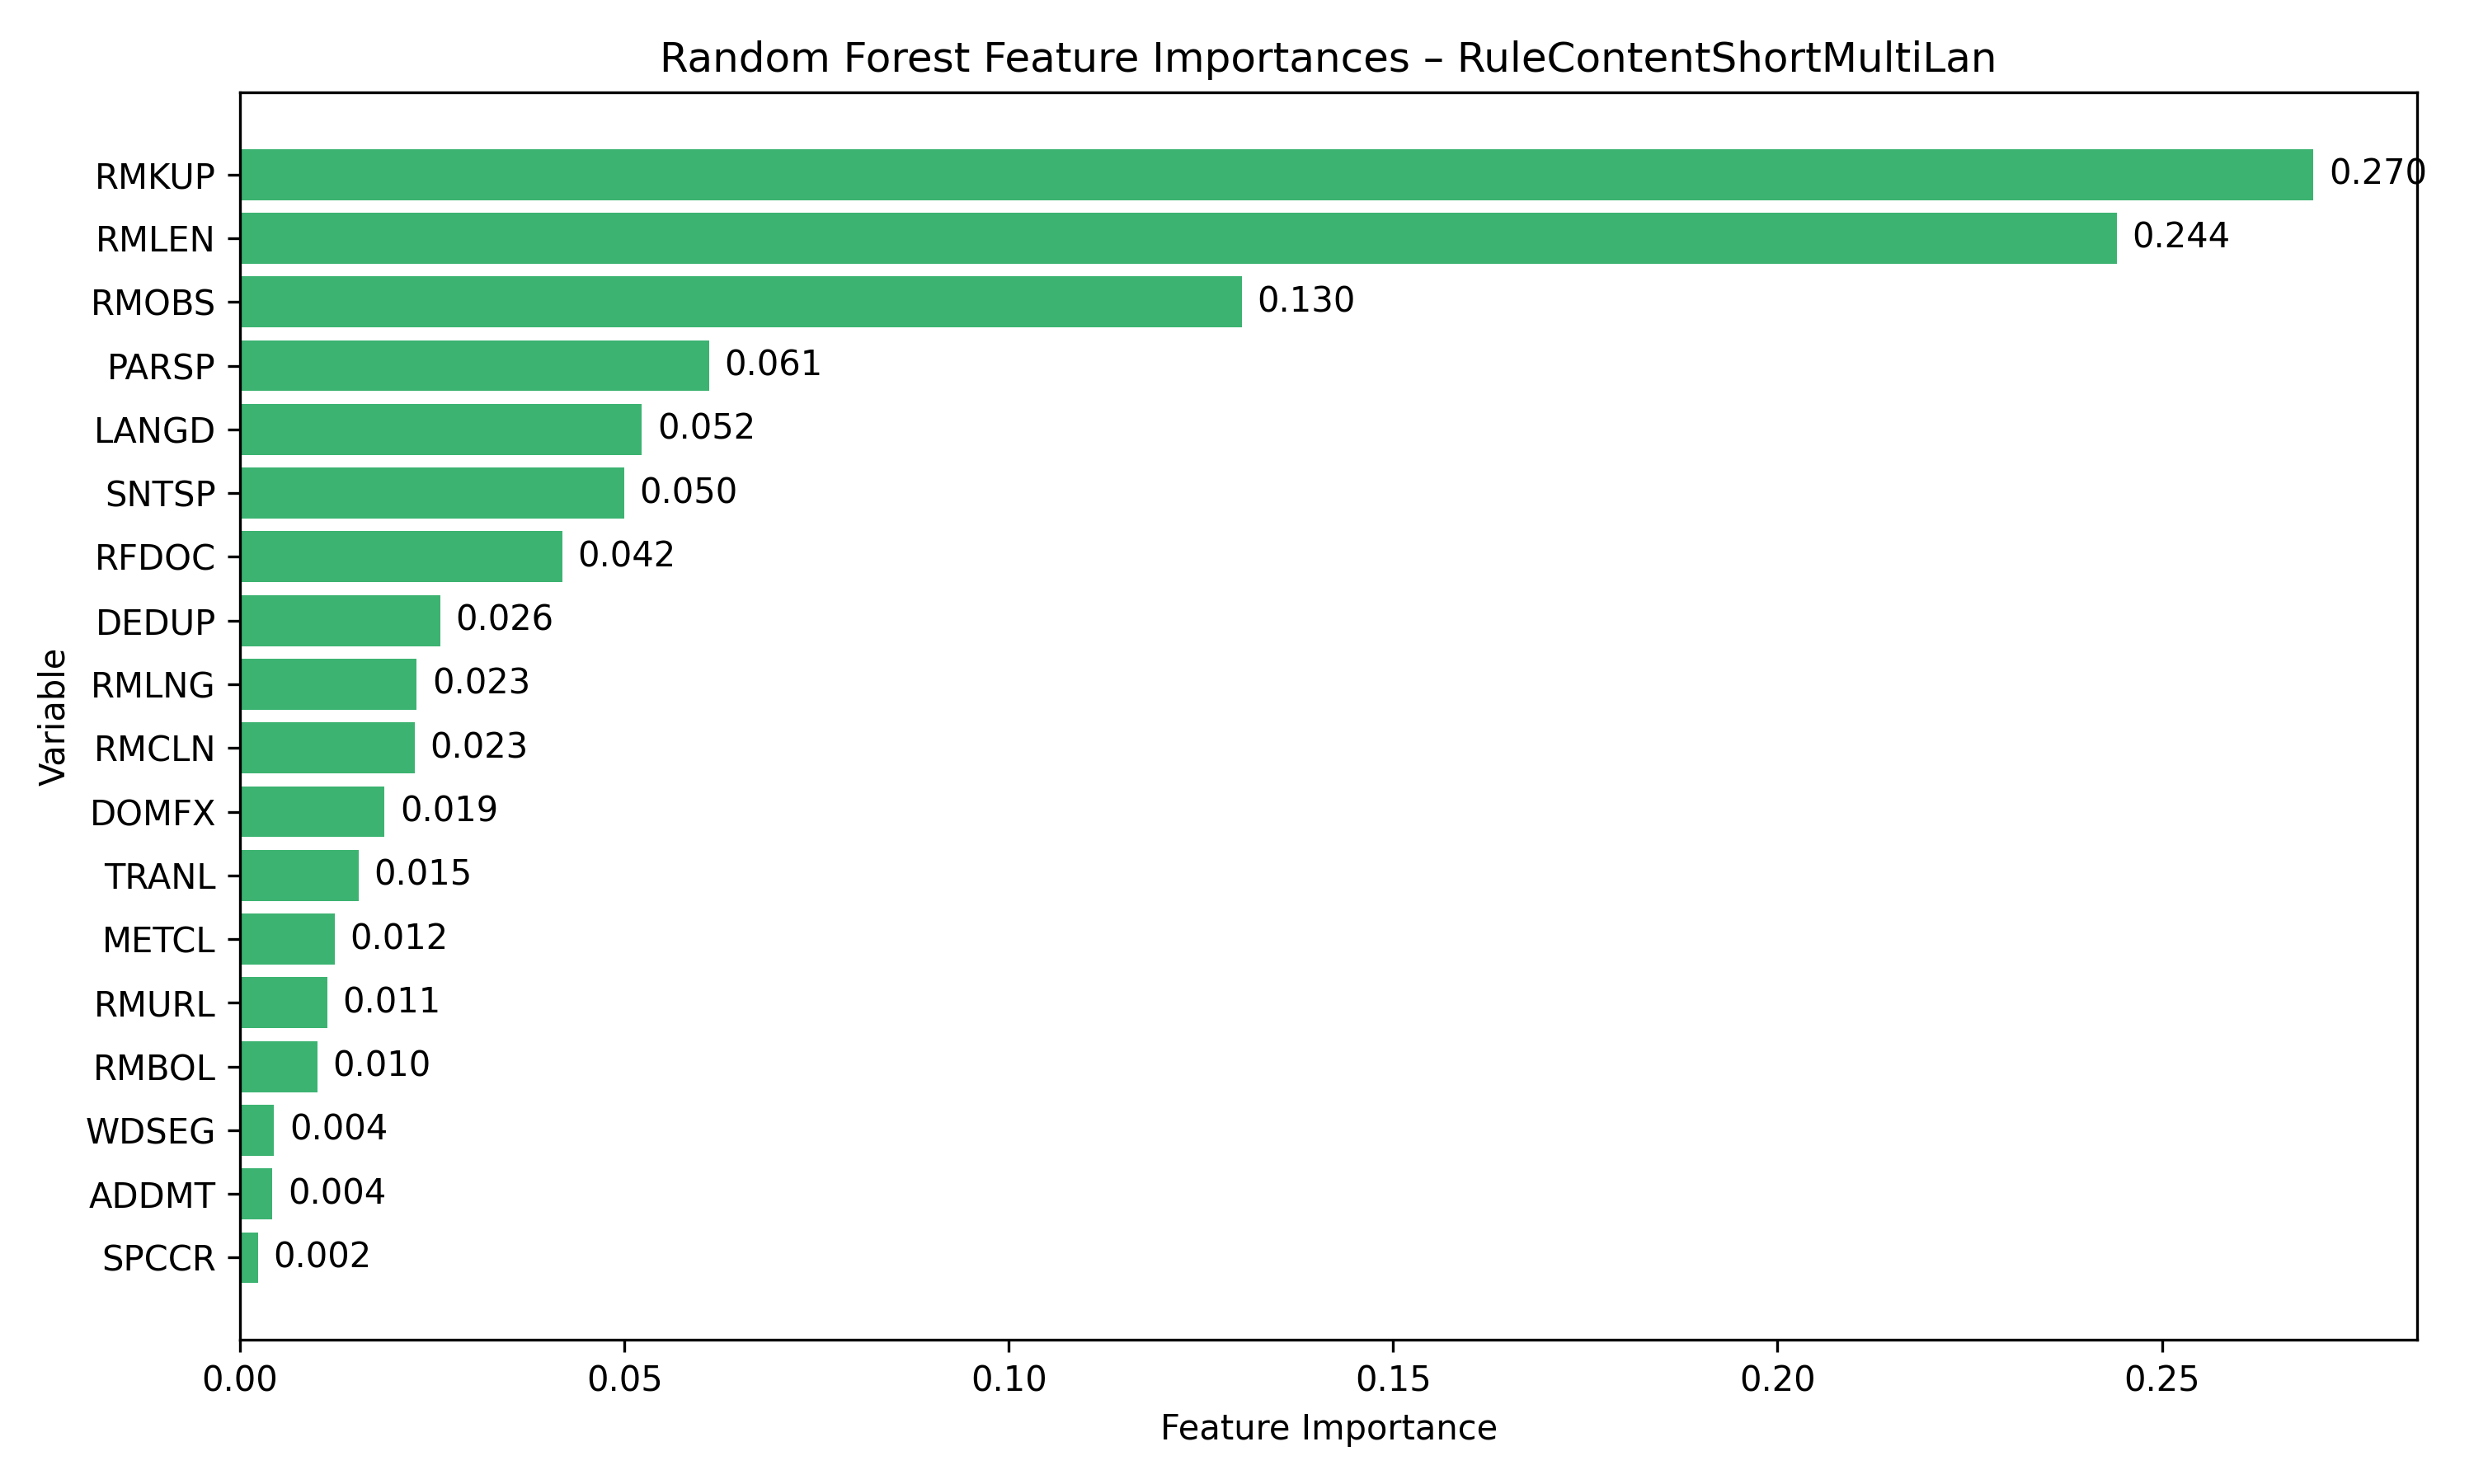 Random Forest Feature Importances – RuleContentShortMultiLan
RMKUP 0.270
RMLEN 0.244
RMOBS 0.130
PARSP 0.061
LANGD 0.052
SNTSP 0.050
RFDOC 0.042
DEDUP 0.026
RMLNG 0.023
RMCLN 0.023
DOMFX 0.019
TRANL 0.015
METCL 0.012
RMURL 0.011
RMBOL 0.010
WDSEG 0.004
ADDMT 0.004
SPCCR 0.002
Variable
0.00 0.05 0.10 0.15 0.20 0.25
Feature Importance